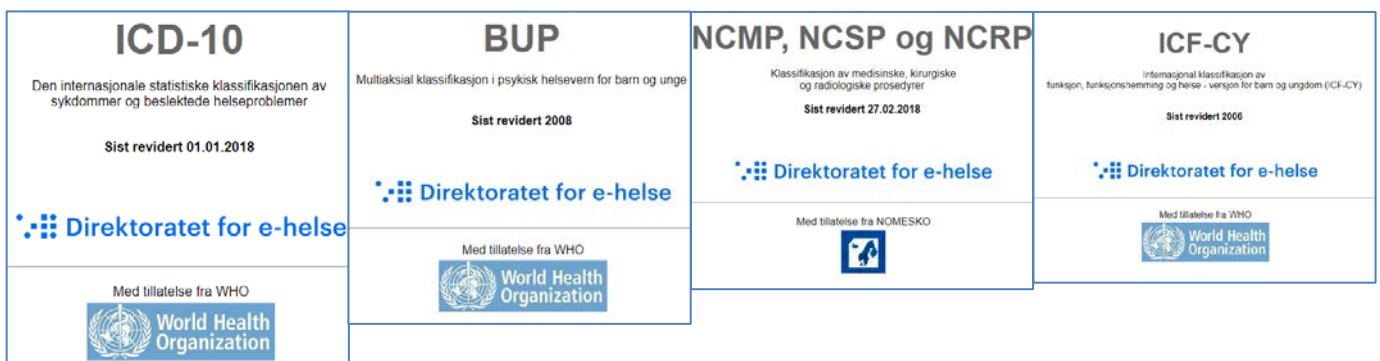 ICD-10
Den internasjonale statistiske klassifikasjonen av
sykdommer og beslektede helseproblemer
Sist revidert 01.01.2018
Direktoratet for e-helse
Med tillatelse fra WHO
World Health
Organization
BUP
Multiaksial klassifikasjon i psykisk helsevern for barn og unge
Sist revidert 2008
Direktoratet for e-helse
Med tillatelse fra WHO
World Health
Organization
NCMP, NCSP og NCRP
Klassifikasjon av medisinske, kirurgiske
og radiologiske prosedyrer
Sist revidert 27.02.2018
Direktoratet for e-helse
Med tillatelse fra NOMESKO
ICF-CY
Internasjonal klassifikasjon av
funksjon, funksjonshemming og helse - versjon for barn og ungdom (ICF-CY)
Sist revidert 2006
Direktoratet for e-helse
Med tillatelse fra WHO
World Health
Organization